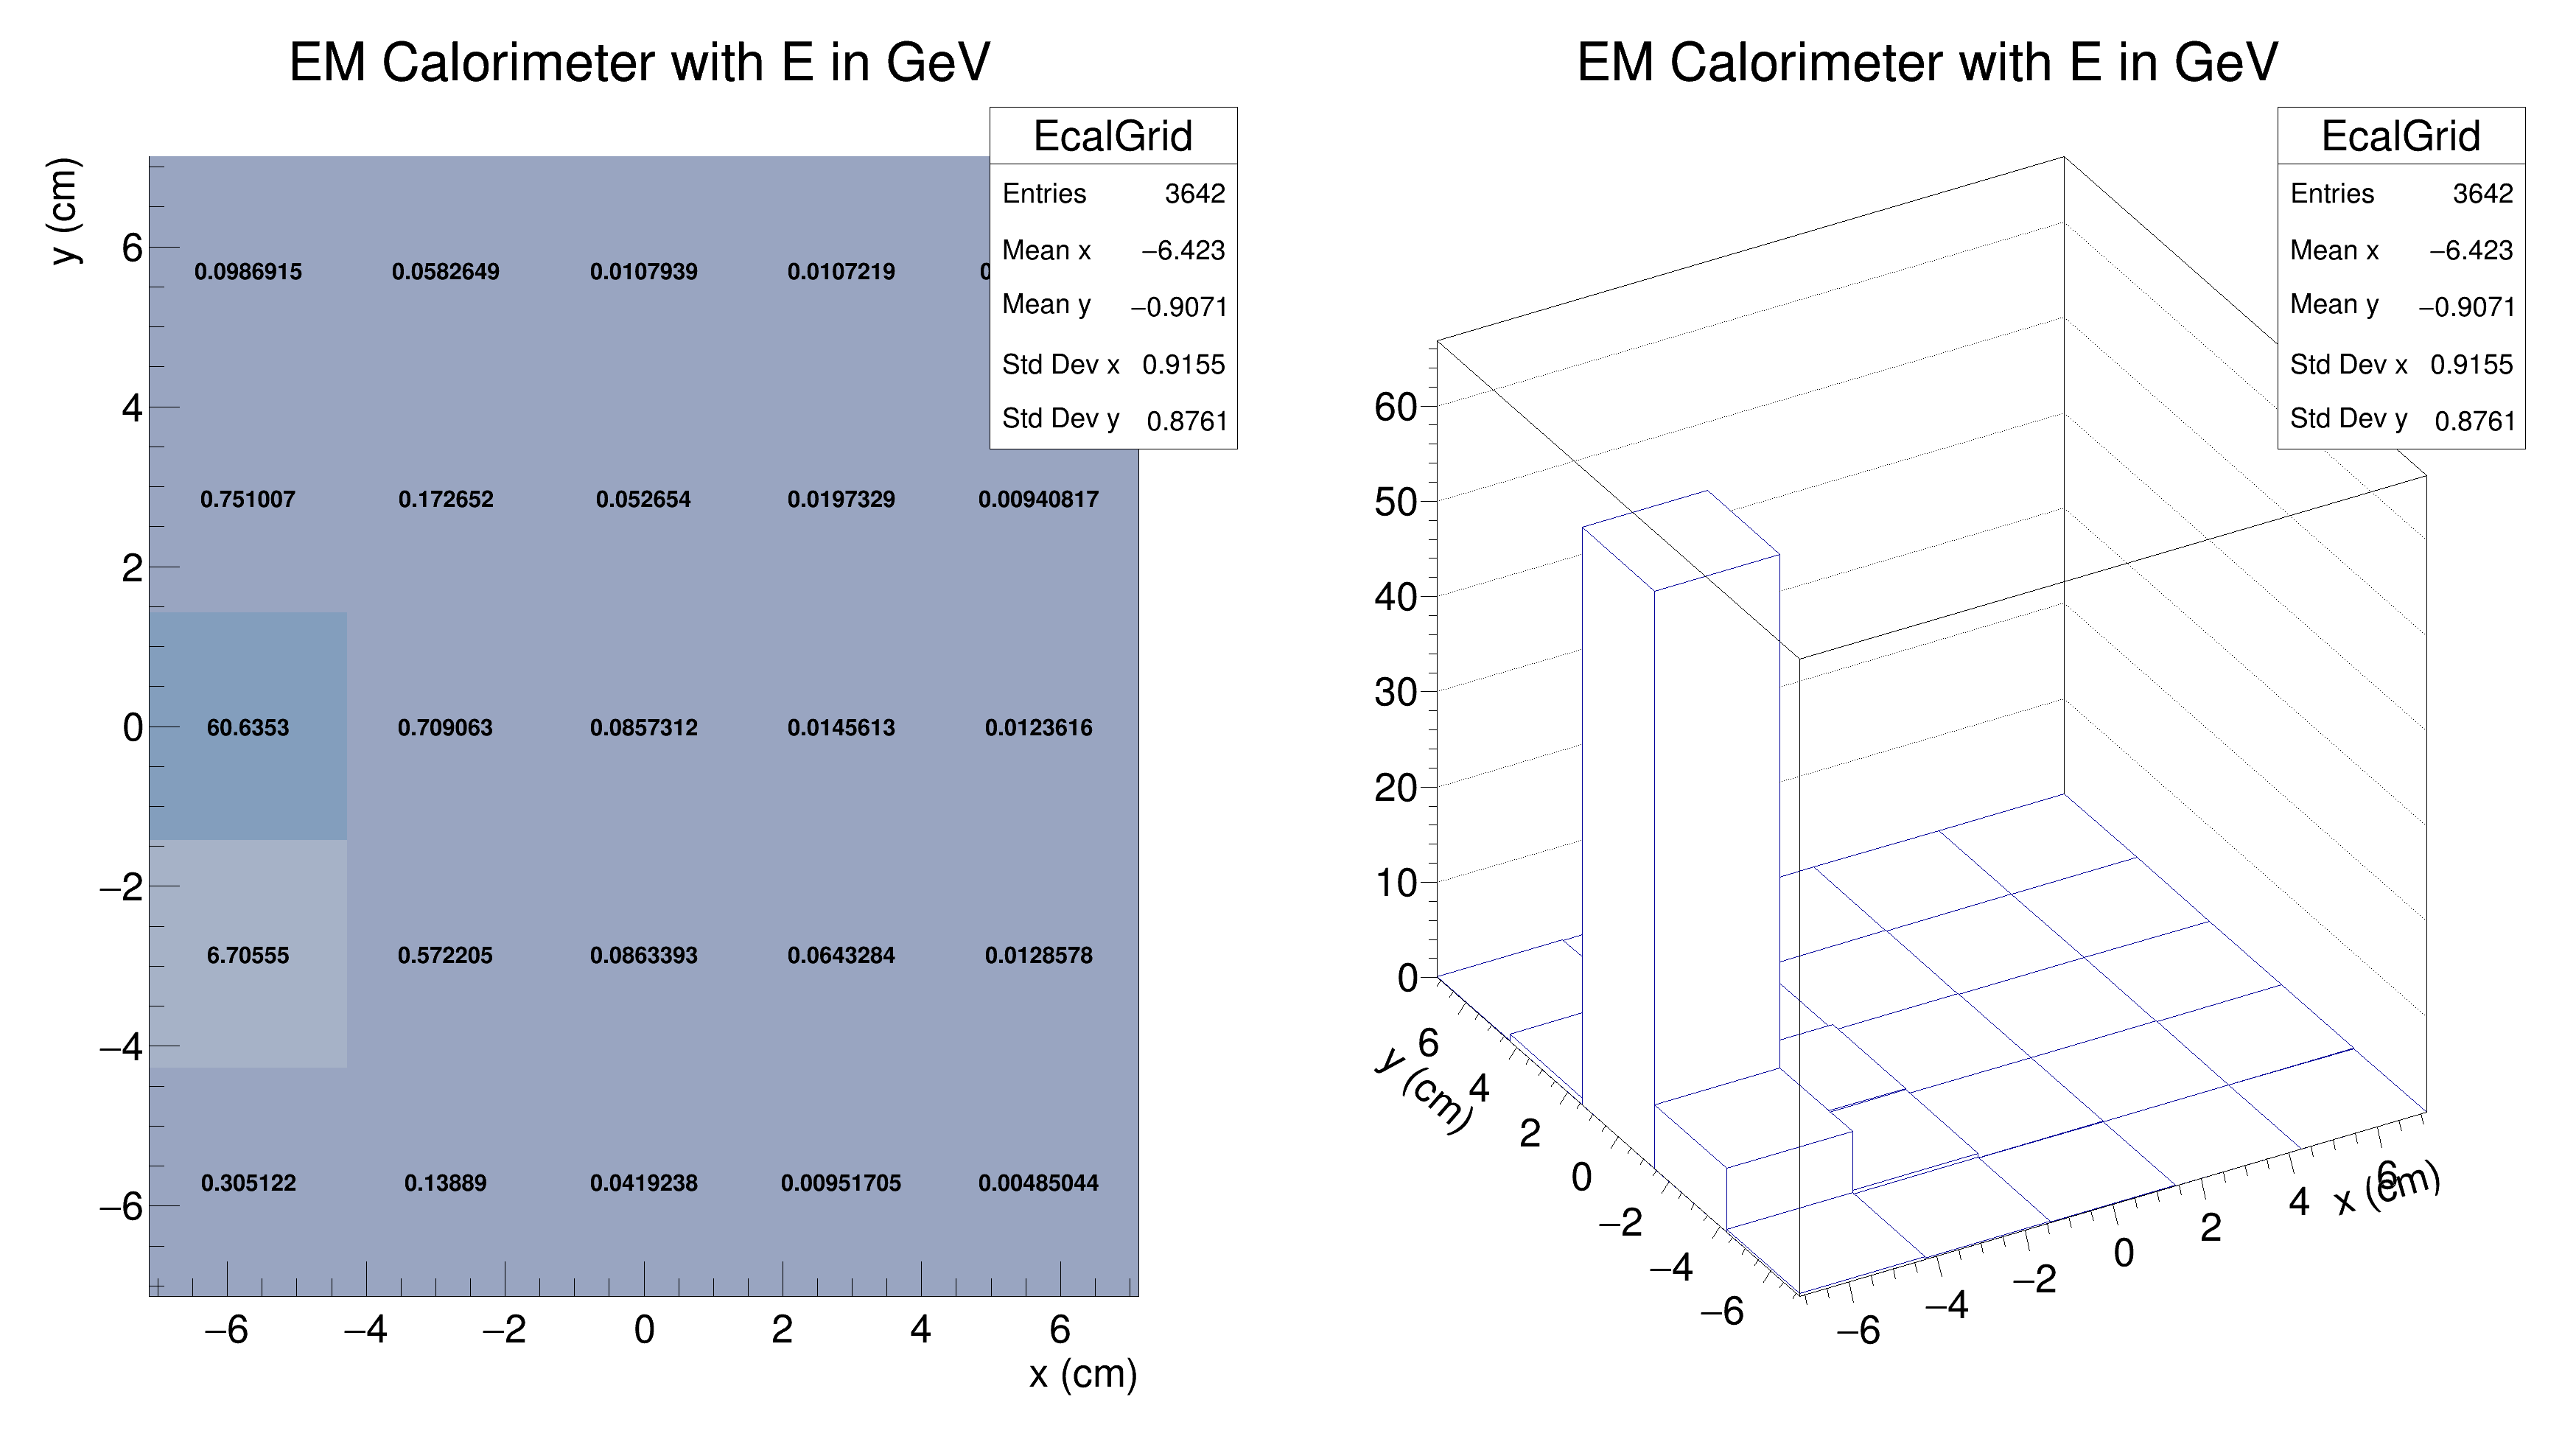 EM Calorimeter with E in GeV
EcalGrid
Entries 3642
Mean x −6.423
Mean y −0.9071
Std Dev x 0.9155
Std Dev y 0.8761
y (cm)
6
4
2
0
−2
−4
−6
0.0986915 0.0582649 0.0107939 0.0107219
0.751007 0.172652 0.052654 0.0197329 0.00940817
60.6353 0.709063 0.0857312 0.0145613 0.0123616
6.70555 0.572205 0.0863393 0.0643284 0.0128578
0.305122 0.13889 0.0419238 0.00951705 0.00485044
−6 −4 −2 0 2 4 6
x (cm)
EM Calorimeter with E in GeV
EcalGrid
Entries 3642
Mean x −6.423
Mean y −0.9071
Std Dev x 0.9155
Std Dev y 0.8761
60
50
40
30
20
10
0
y (cm)
6
4
2
0
−2
−4
−6
−6 −4 −2 0 2 4 6
x (cm)